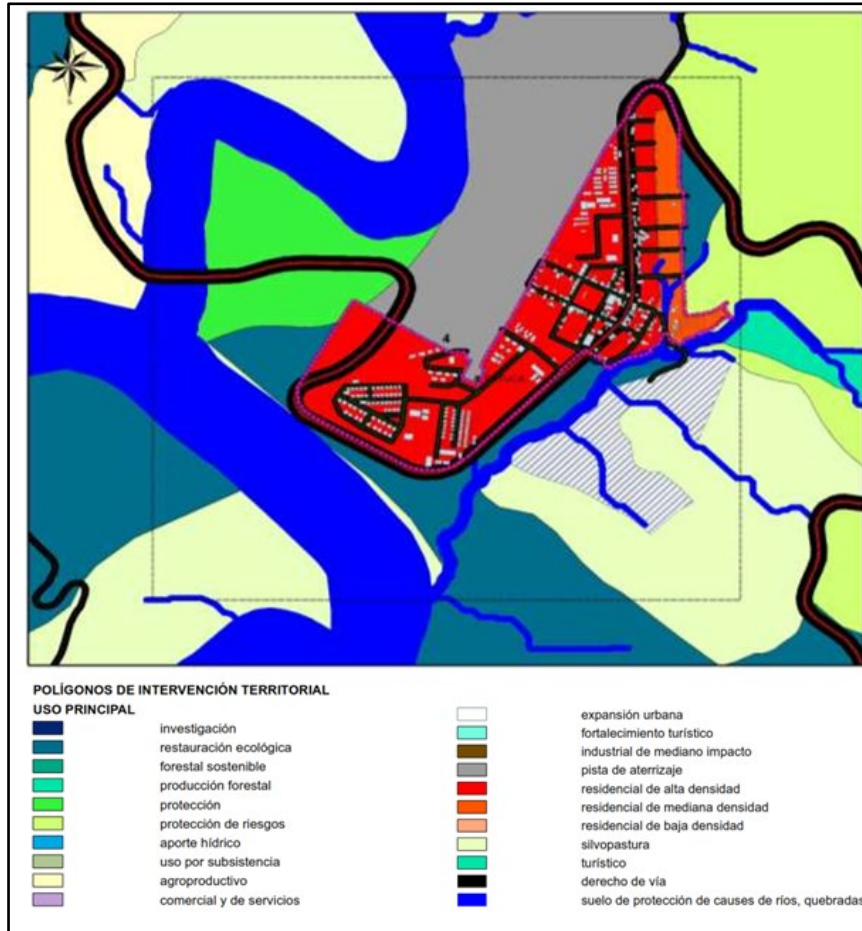 4
POLÍGONOS DE INTERVENCIÓN TERRITORIAL
USO PRINCIPAL
investigación
restauración ecológica
forestal sostenible
producción forestal
protección
protección de riesgos
aporte hídrico
uso por subsistencia
agroproductivo
comercial y de servicios
expansión urbana
fortalecimiento turístico
industrial de mediano impacto
pista de aterrizaje
residencial de alta densidad
residencial de mediana densidad
residencial de baja densidad
silvopastura
turístico
derecho de vía
suelo de protección de causes de ríos, quebradas